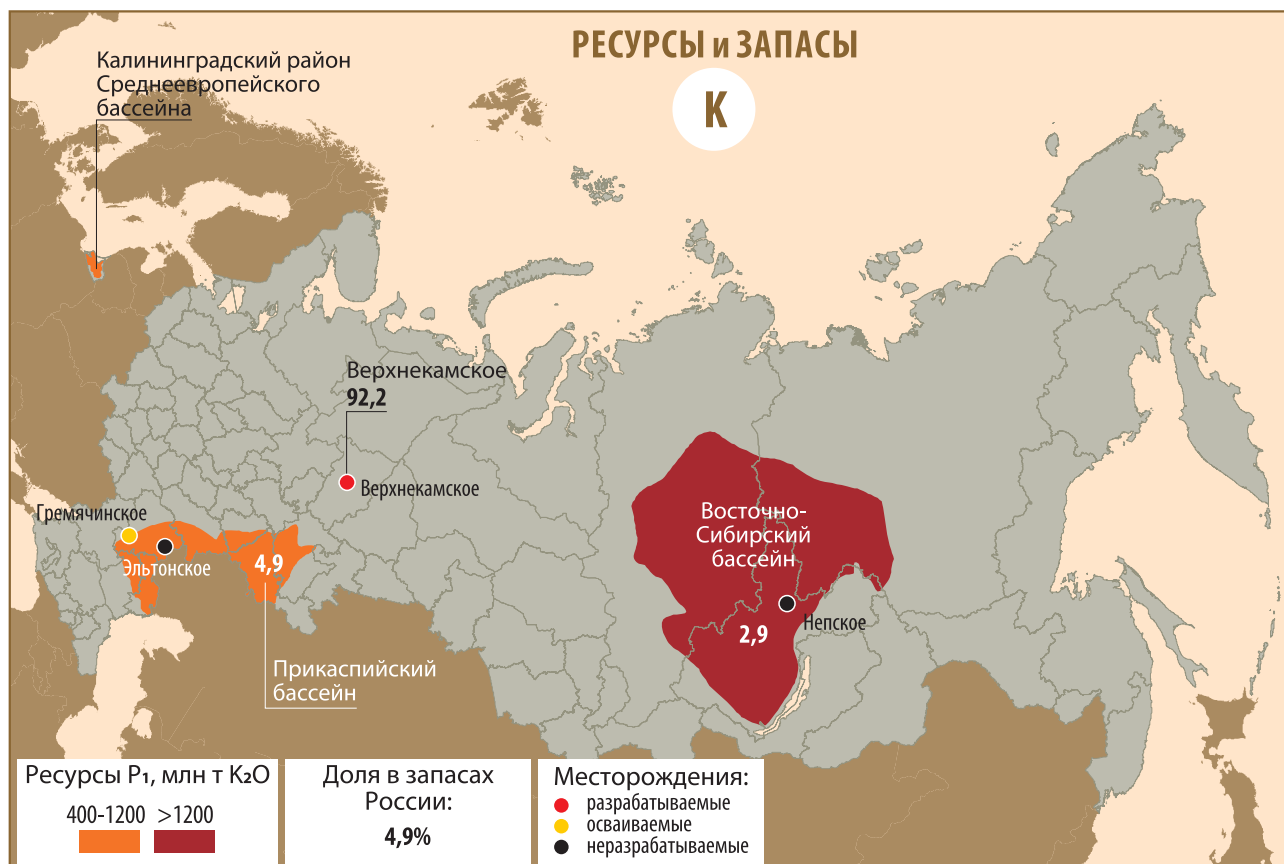 РЕСУРСЫ и ЗАПАСЫ
K
Калининградский район
Среднеевропейского
бассейна
Верхнекамское
92,2
Верхнекамское
Гремячинское
Эльтонское
4,9
Прикаспийский
бассейн
Восточно-
Сибирский
бассейн
Непское
2,9
Ресурсы P₁, млн т K₂O
400-1200 >1200
Доля в запасах
России:
4,9%
Месторождения:
разрабатываемые
осваиваемые
неразрабатываемые